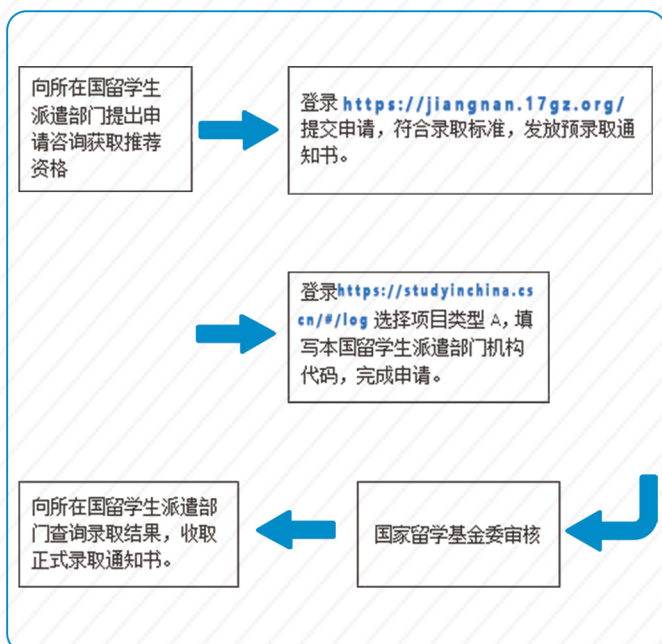 向所在国留学生
派遣部门提出申
请咨询获取推荐
资格
登录 https://jiangnan.17gz.org/
提交申请，符合录取标准，发放预录取通
知书。
登录https://studyinchina.cs
cn/#/log 选择项目类型 A，填
写本国留学生派遣部门机构
代码，完成申请。
国家留学基金委审核
向所在国留学生派遣部
门查询录取结果，收取
正式录取通知书。